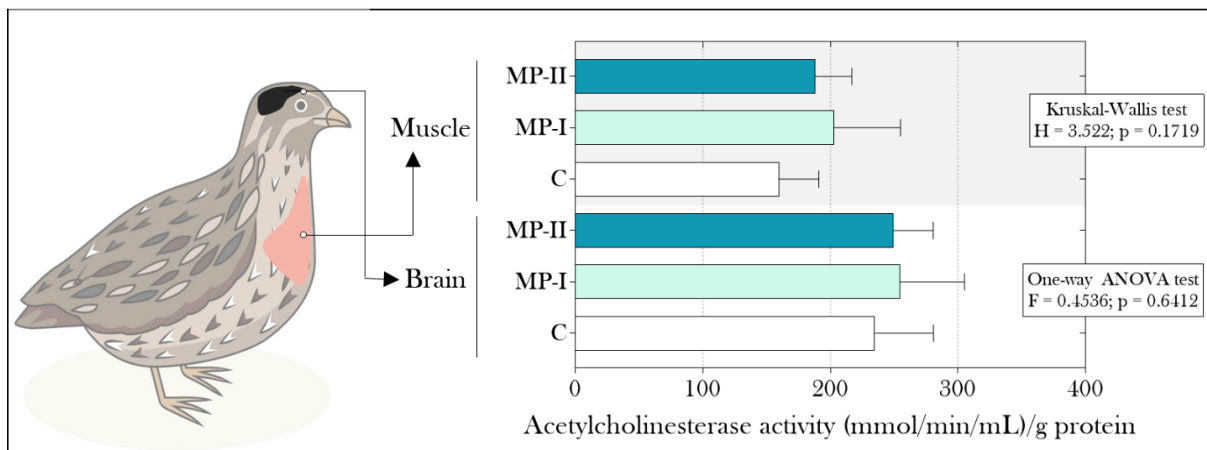 Muscle
Brain
MP-II
MP-I
C
MP-II
MP-I
C
Kruskal-Wallis test
H = 3.522; p = 0.1719
One-way ANOVA test
F = 0.4536; p = 0.6412
0 100 200 300 400
Acetylcholinesterase activity (mmol/min/mL)/g protein